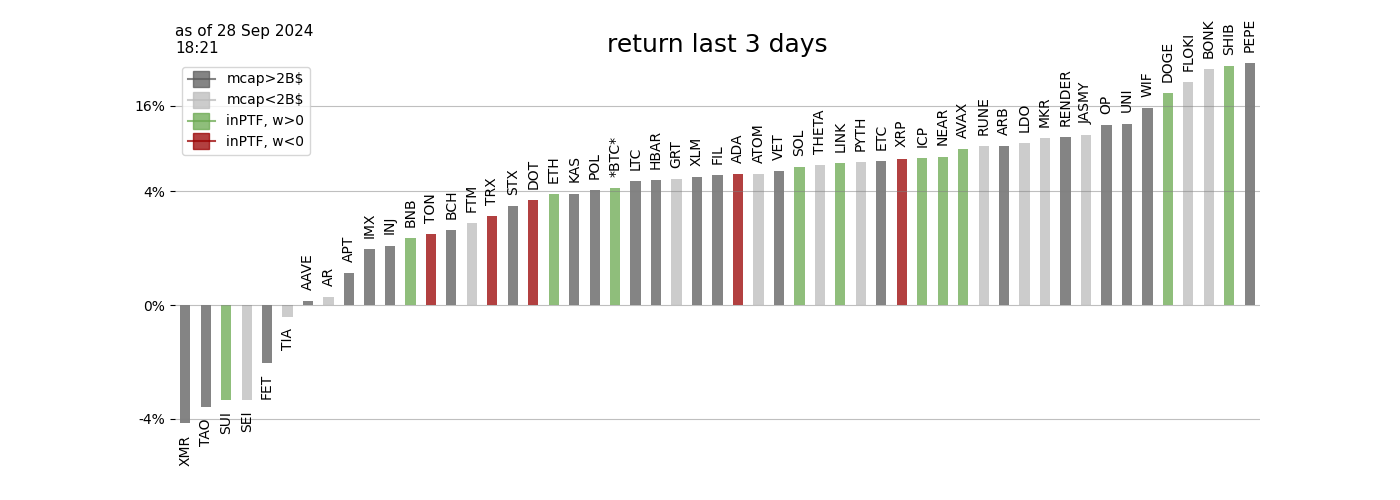 as of 28 Sep 2024
18:21
return last 3 days
mcap>2B$
mcap<2B$
inPTF, w>0
inPTF, w<0
16%
4%
0%
-4%
XMR
TAO
SUI
SEI
FET
TIA
AAVE
AR
APT
IMX
INJ
BNB
TON
BCH
FTM
TRX
STX
DOT
ETH
KAS
POL
*BTC*
LTC
HBAR
GRT
XLM
FIL
ADA
ATOM
VET
SOL
THETA
LINK
PYTH
ETC
XRP
ICP
NEAR
AVAX
RUNE
ARB
LDO
MKR
RENDER
JASMY
OP
UNI
WIF
DOGE
FLOKI
BONK
SHIB
PEPE